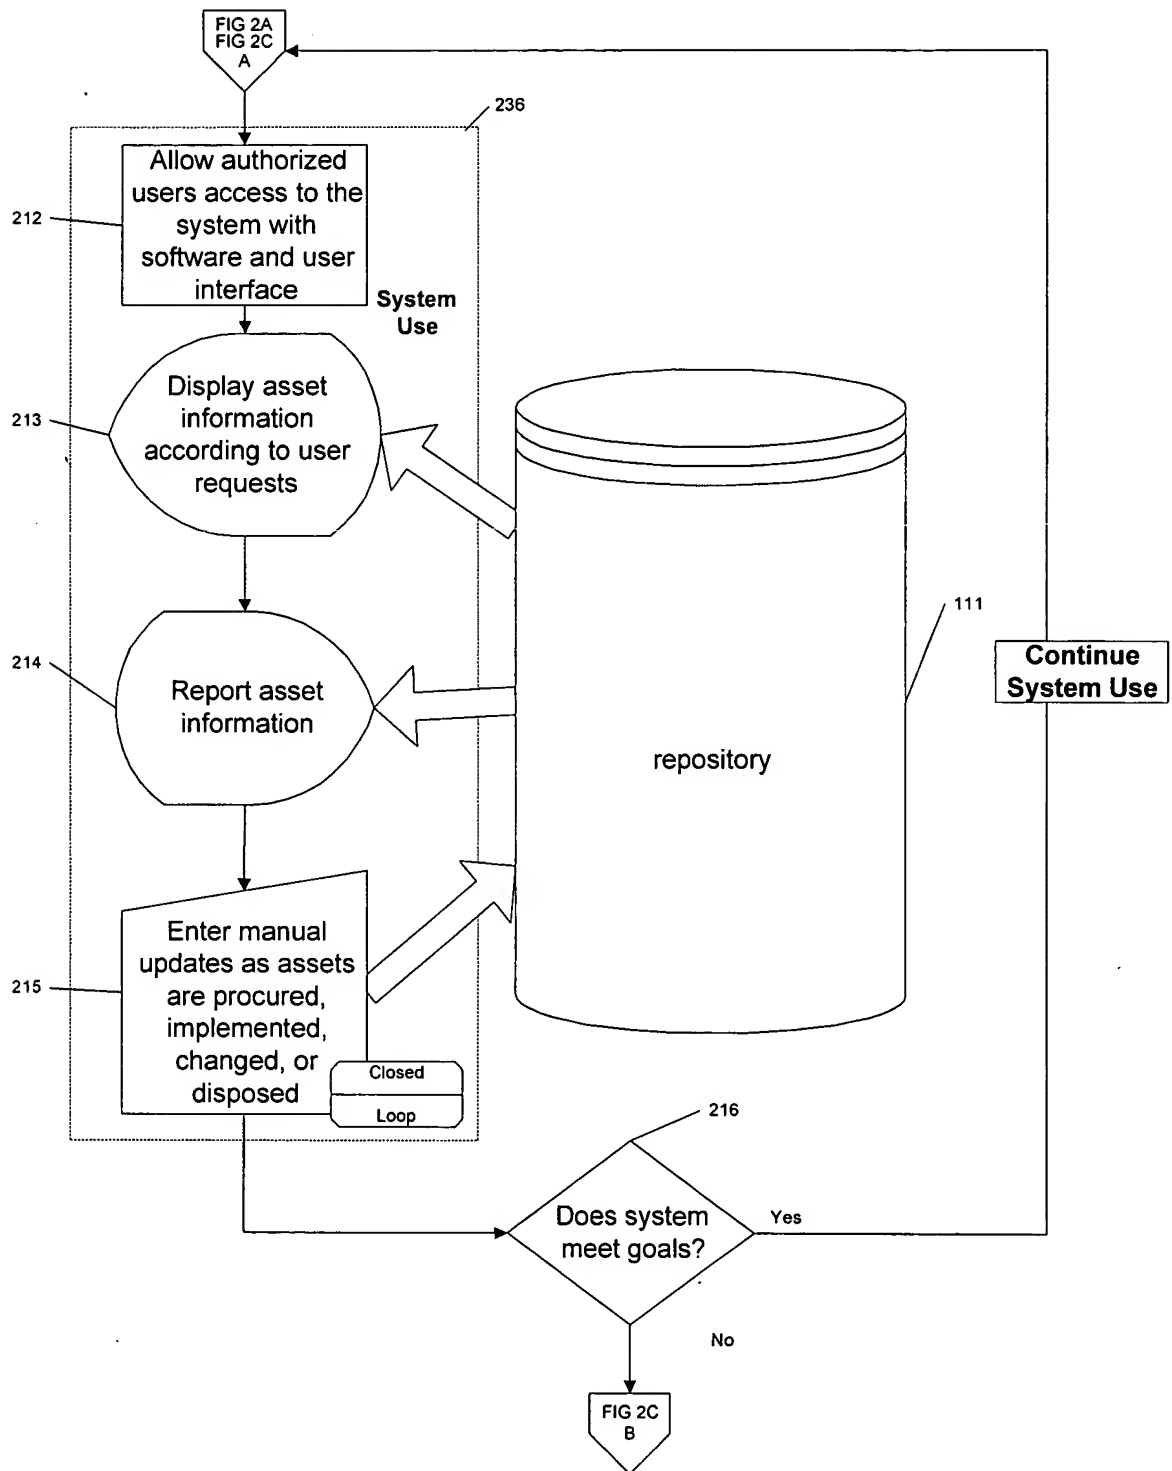 FIG 2A
FIG 2C
A
236
Allow authorized
users access to the
system with
software and user
interface
212
System
Use
Display asset
information
according to user
requests
213
111
Continue
System Use
Report asset
information
214
repository
Enter manual
updates as assets
are procured,
implemented,
changed, or
disposed
215
Closed
Loop
216
Does system
meet goals?
Yes
No
FIG 2C
B